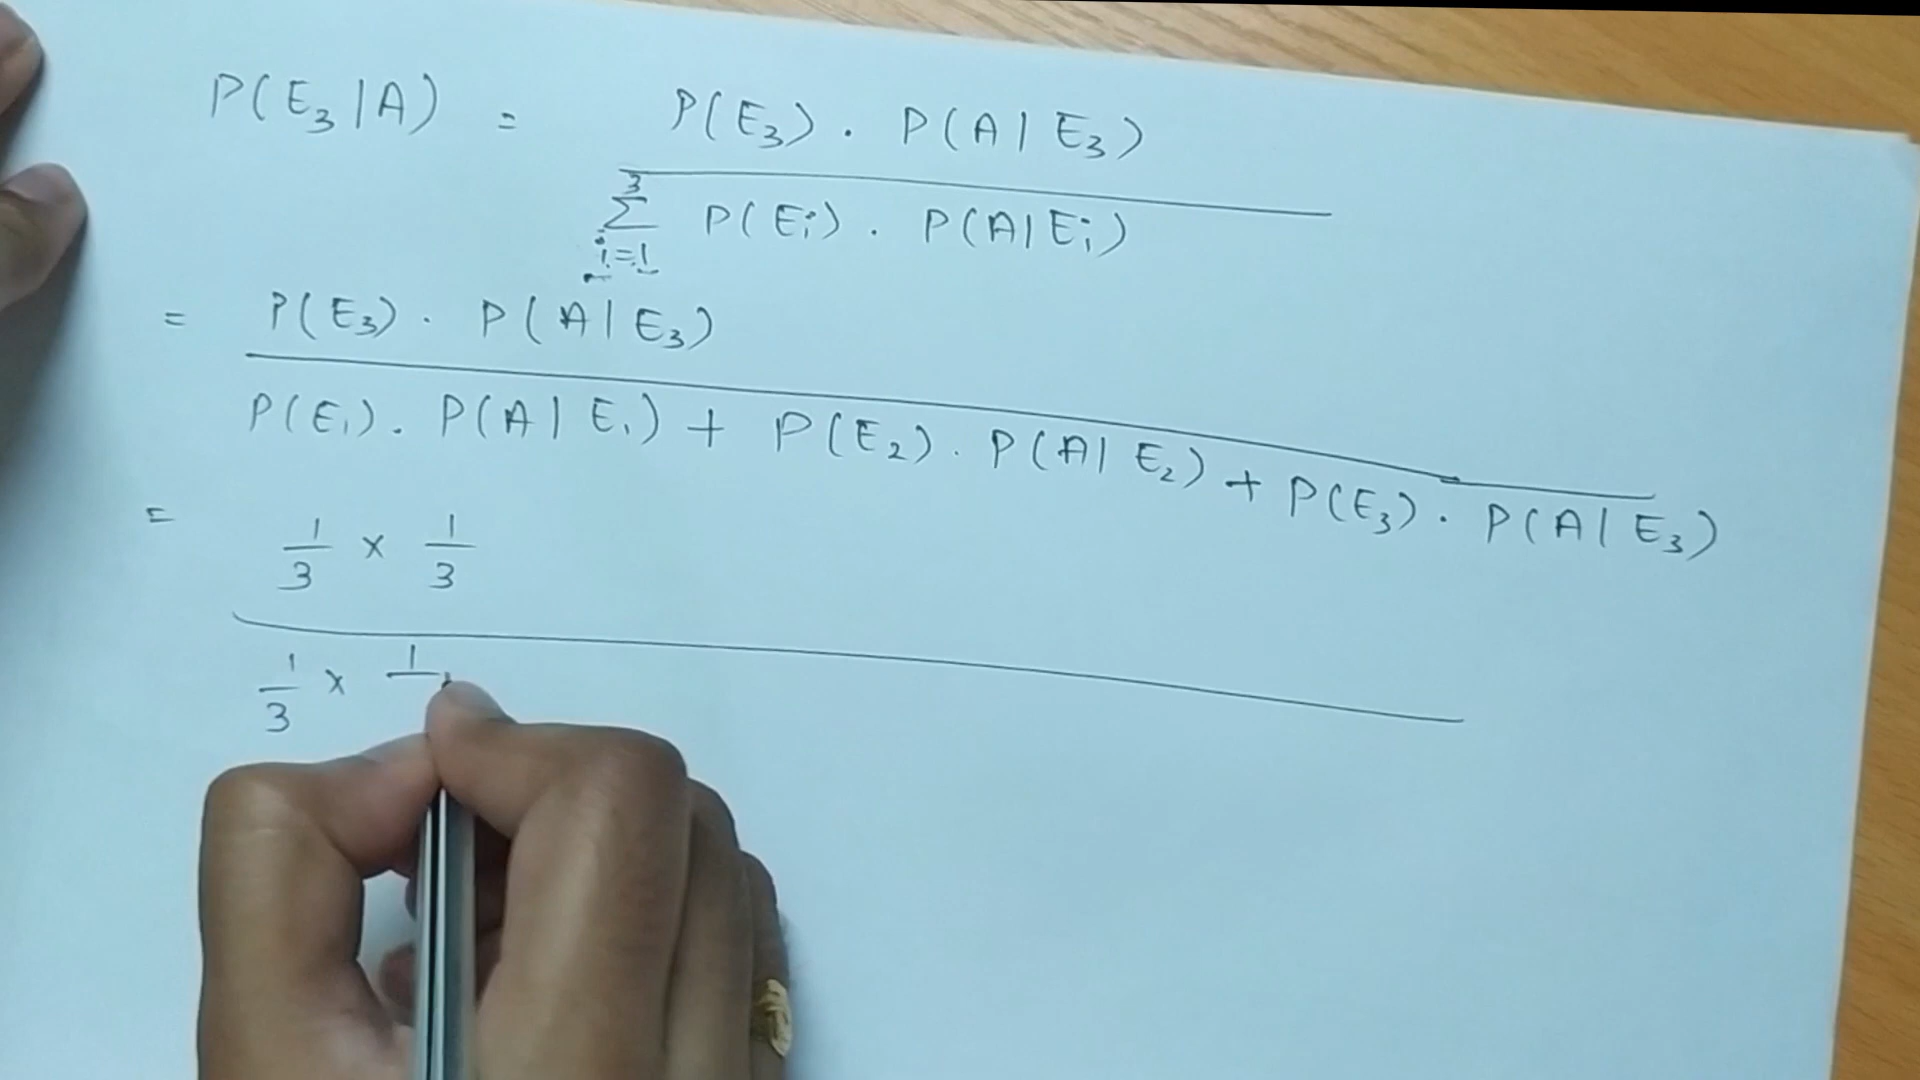 P(E₃|A) = P(E₃) . P(A|E₃)
3
Σ P(Eᵢ) . P(A|Eᵢ)
i=1
= P(E₃) . P(A|E₃)
P(E₁) . P(A|E₁) + P(E₂) . P(A|E₂) + P(E₃) . P(A|E₃)
= 1/3 × 1/3
1/3 × 1